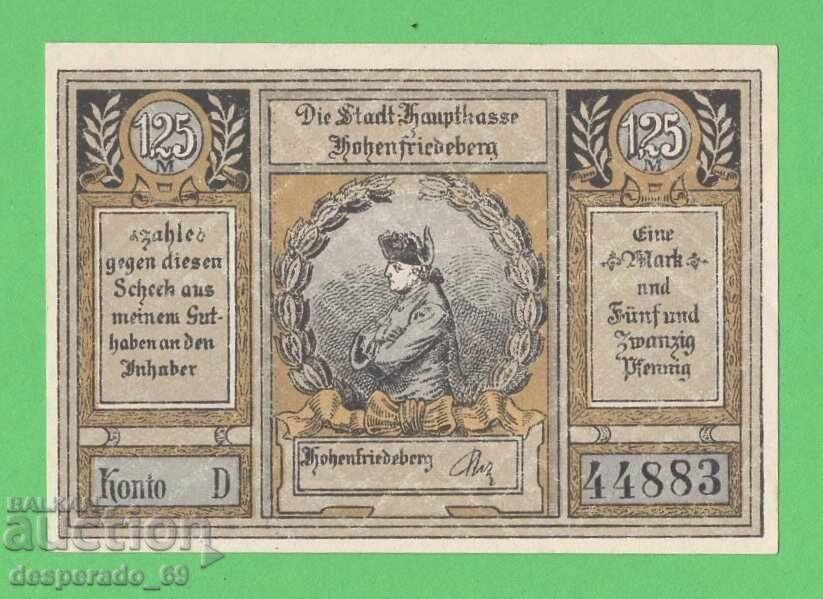 1.25
M
Die Stadt-Hauptkasse
Hohenfriedeberg
1.25
M
zahle
gegen diesen
Scheck aus
meinem Gut-
haben an den
Inhaber
Eine
Mark
und
Fünf und
Zwanzig
Pfennig
Hohenfriedeberg
Konto D
44883
BALKAN
auction
desperado_69